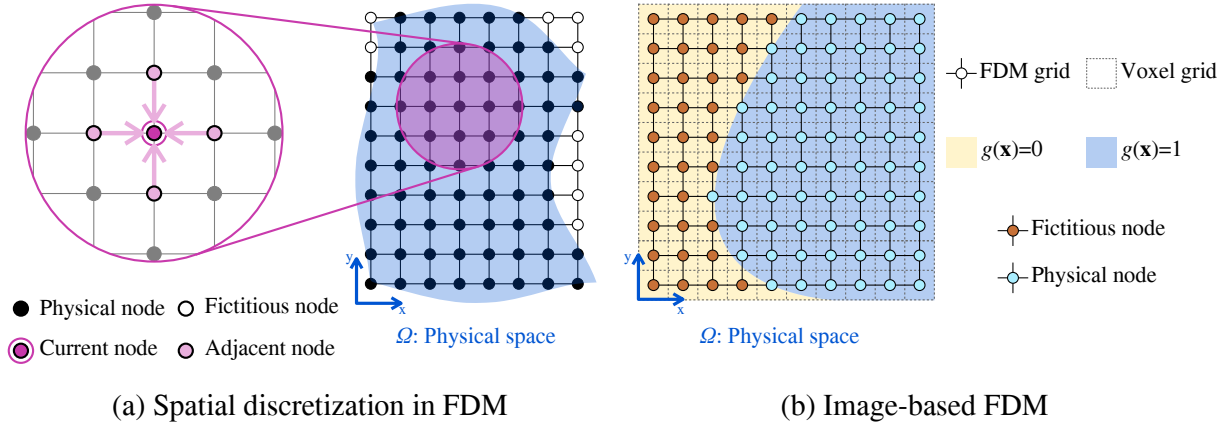 y
x
Ω: Physical space
Physical node
Fictitious node
Current node
Adjacent node
(a) Spatial discretization in FDM
y
x
Ω: Physical space
FDM grid
Voxel grid
g(x)=0
g(x)=1
Fictitious node
Physical node
(b) Image-based FDM